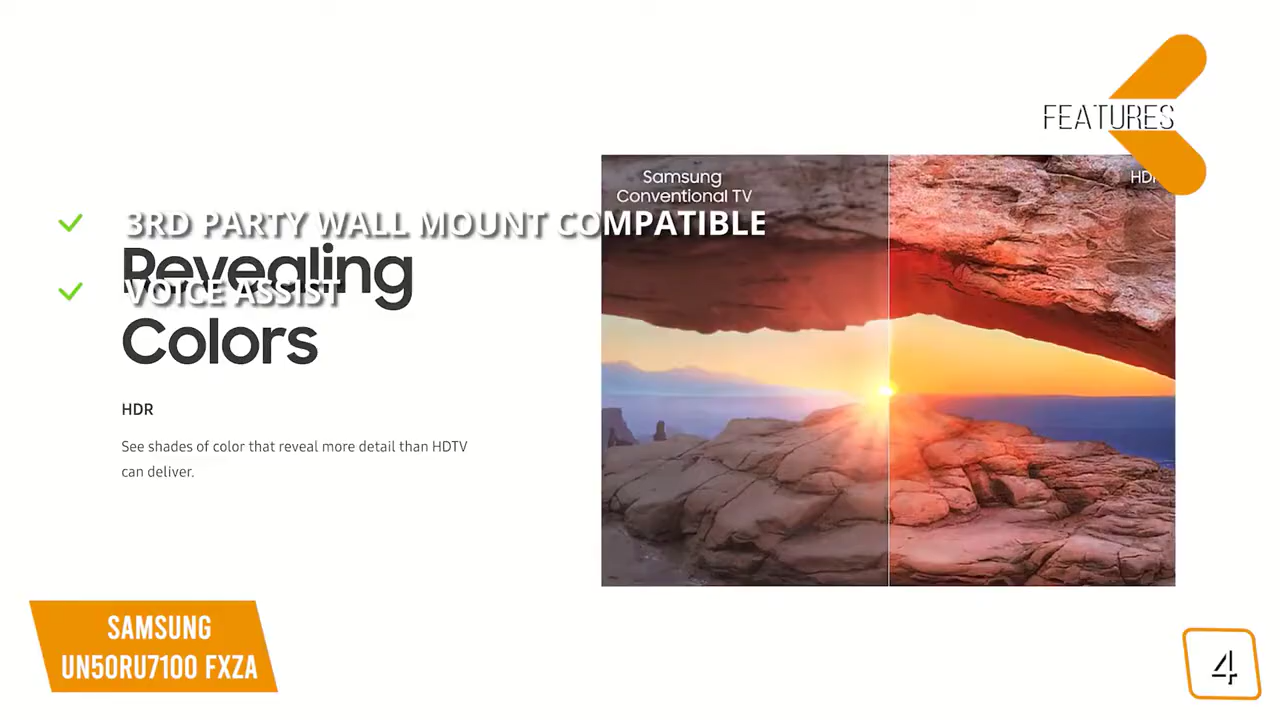 FEATURES
Samsung
Conventional TV
HDR
3RD PARTY WALL MOUNT COMPATIBLE
Revealing
VOICE ASSIST
Colors
HDR
See shades of color that reveal more detail than HDTV
can deliver.
SAMSUNG
UN50RU7100 FXZA
4